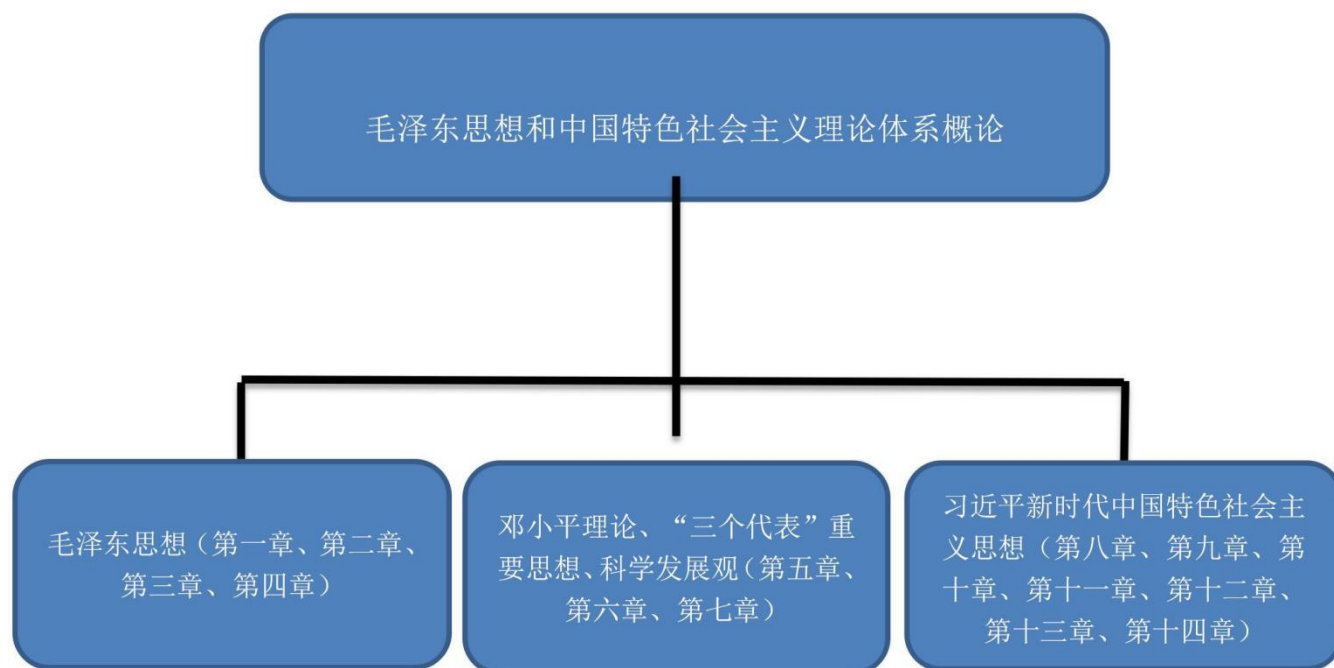 毛泽东思想和中国特色社会主义理论体系概论
毛泽东思想（第一章、第二章、
第三章、第四章）
邓小平理论、“三个代表”重
要思想、科学发展观（第五章、
第六章、第七章）
习近平新时代中国特色社会主
义思想（第八章、第九章、第
十章、第十一章、第十二章、
第十三章、第十四章）